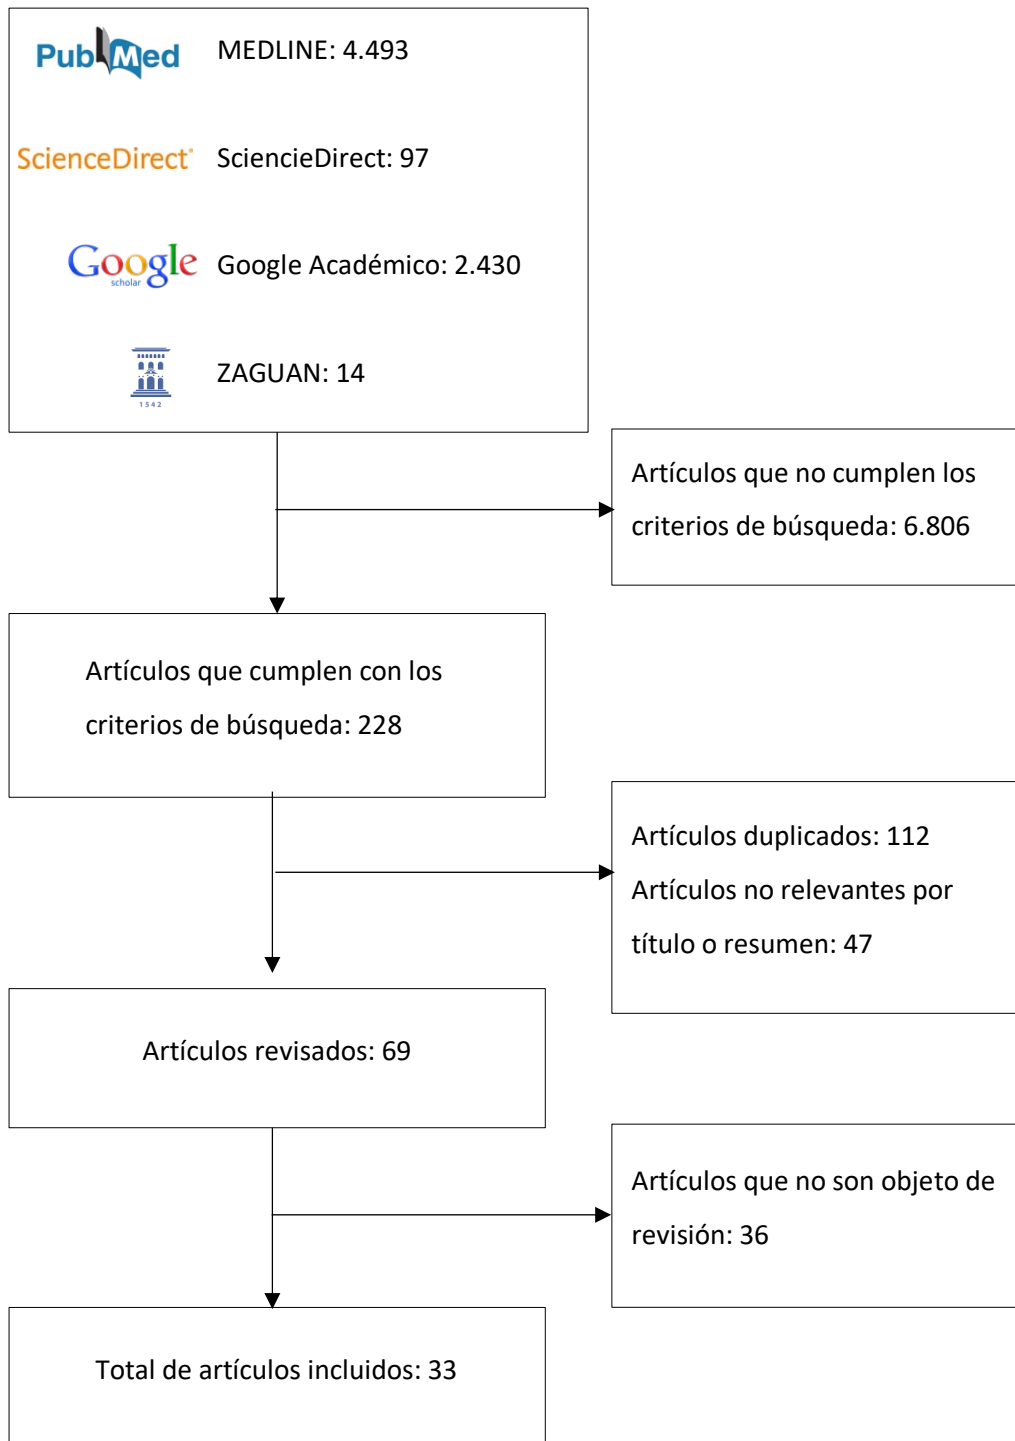 PubMed MEDLINE: 4.493
ScienceDirect® SciencieDirect: 97
Google Académico: 2.430
scholar
ZAGUAN: 14
1542
Artículos que no cumplen los
criterios de búsqueda: 6.806
Artículos que cumplen con los
criterios de búsqueda: 228
Artículos duplicados: 112
Artículos no relevantes por
título o resumen: 47
Artículos revisados: 69
Artículos que no son objeto de
revisión: 36
Total de artículos incluidos: 33